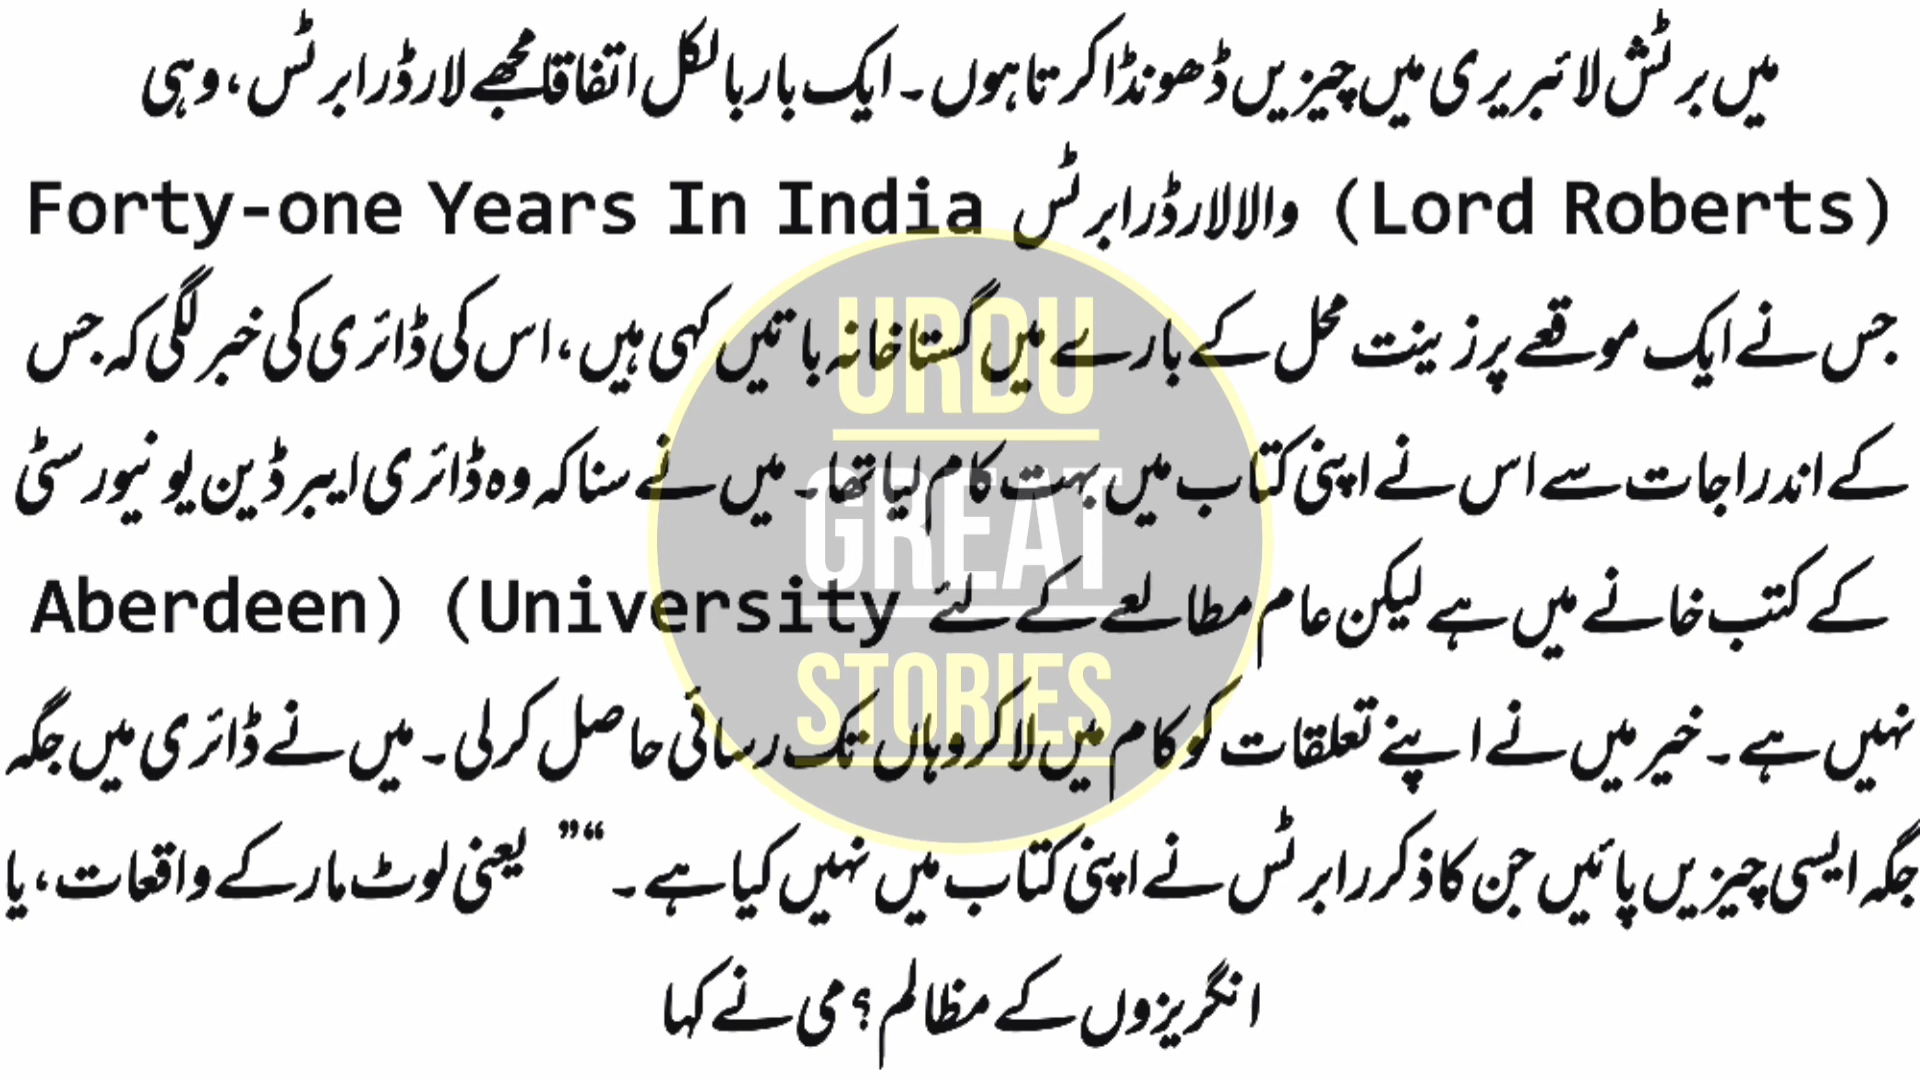 میں برٹش لائبریری میں چیزیں ڈھونڈا کرتا ہوں۔ ایک بار بالکل اتفاقا مجھے لارڈ رابرٹس، وہی
Forty-one Years In India والا لارڈ رابرٹس (Lord Roberts)
جس نے ایک موقعے پر زینت محل کے بارے میں گستاخانہ باتیں کہی ہیں، اس کی ڈائری کی خبر لگی کہ جس
کے اندراجات سے اس نے اپنی کتاب میں بہت کام لیا تھا۔ میں نے سنا کہ وہ ڈائری ایبرڈین یونیورسٹی
Aberdeen) (University کے کتب خانے میں ہے لیکن عام مطالعے کے لئے
نہیں ہے۔ خیر میں نے اپنے تعلقات کو کام میں لا کر وہاں تک رسائی حاصل کرلی۔ میں نے ڈائری میں جگہ
جگہ ایسی چیزیں پائیں جن کا ذکر رابرٹس نے اپنی کتاب میں نہیں کیا ہے۔ “” یعنی لوٹ مار کے واقعات، یا
انگریزوں کے مظالم؟ می نے کہا
URDU
GREAT
STORIES